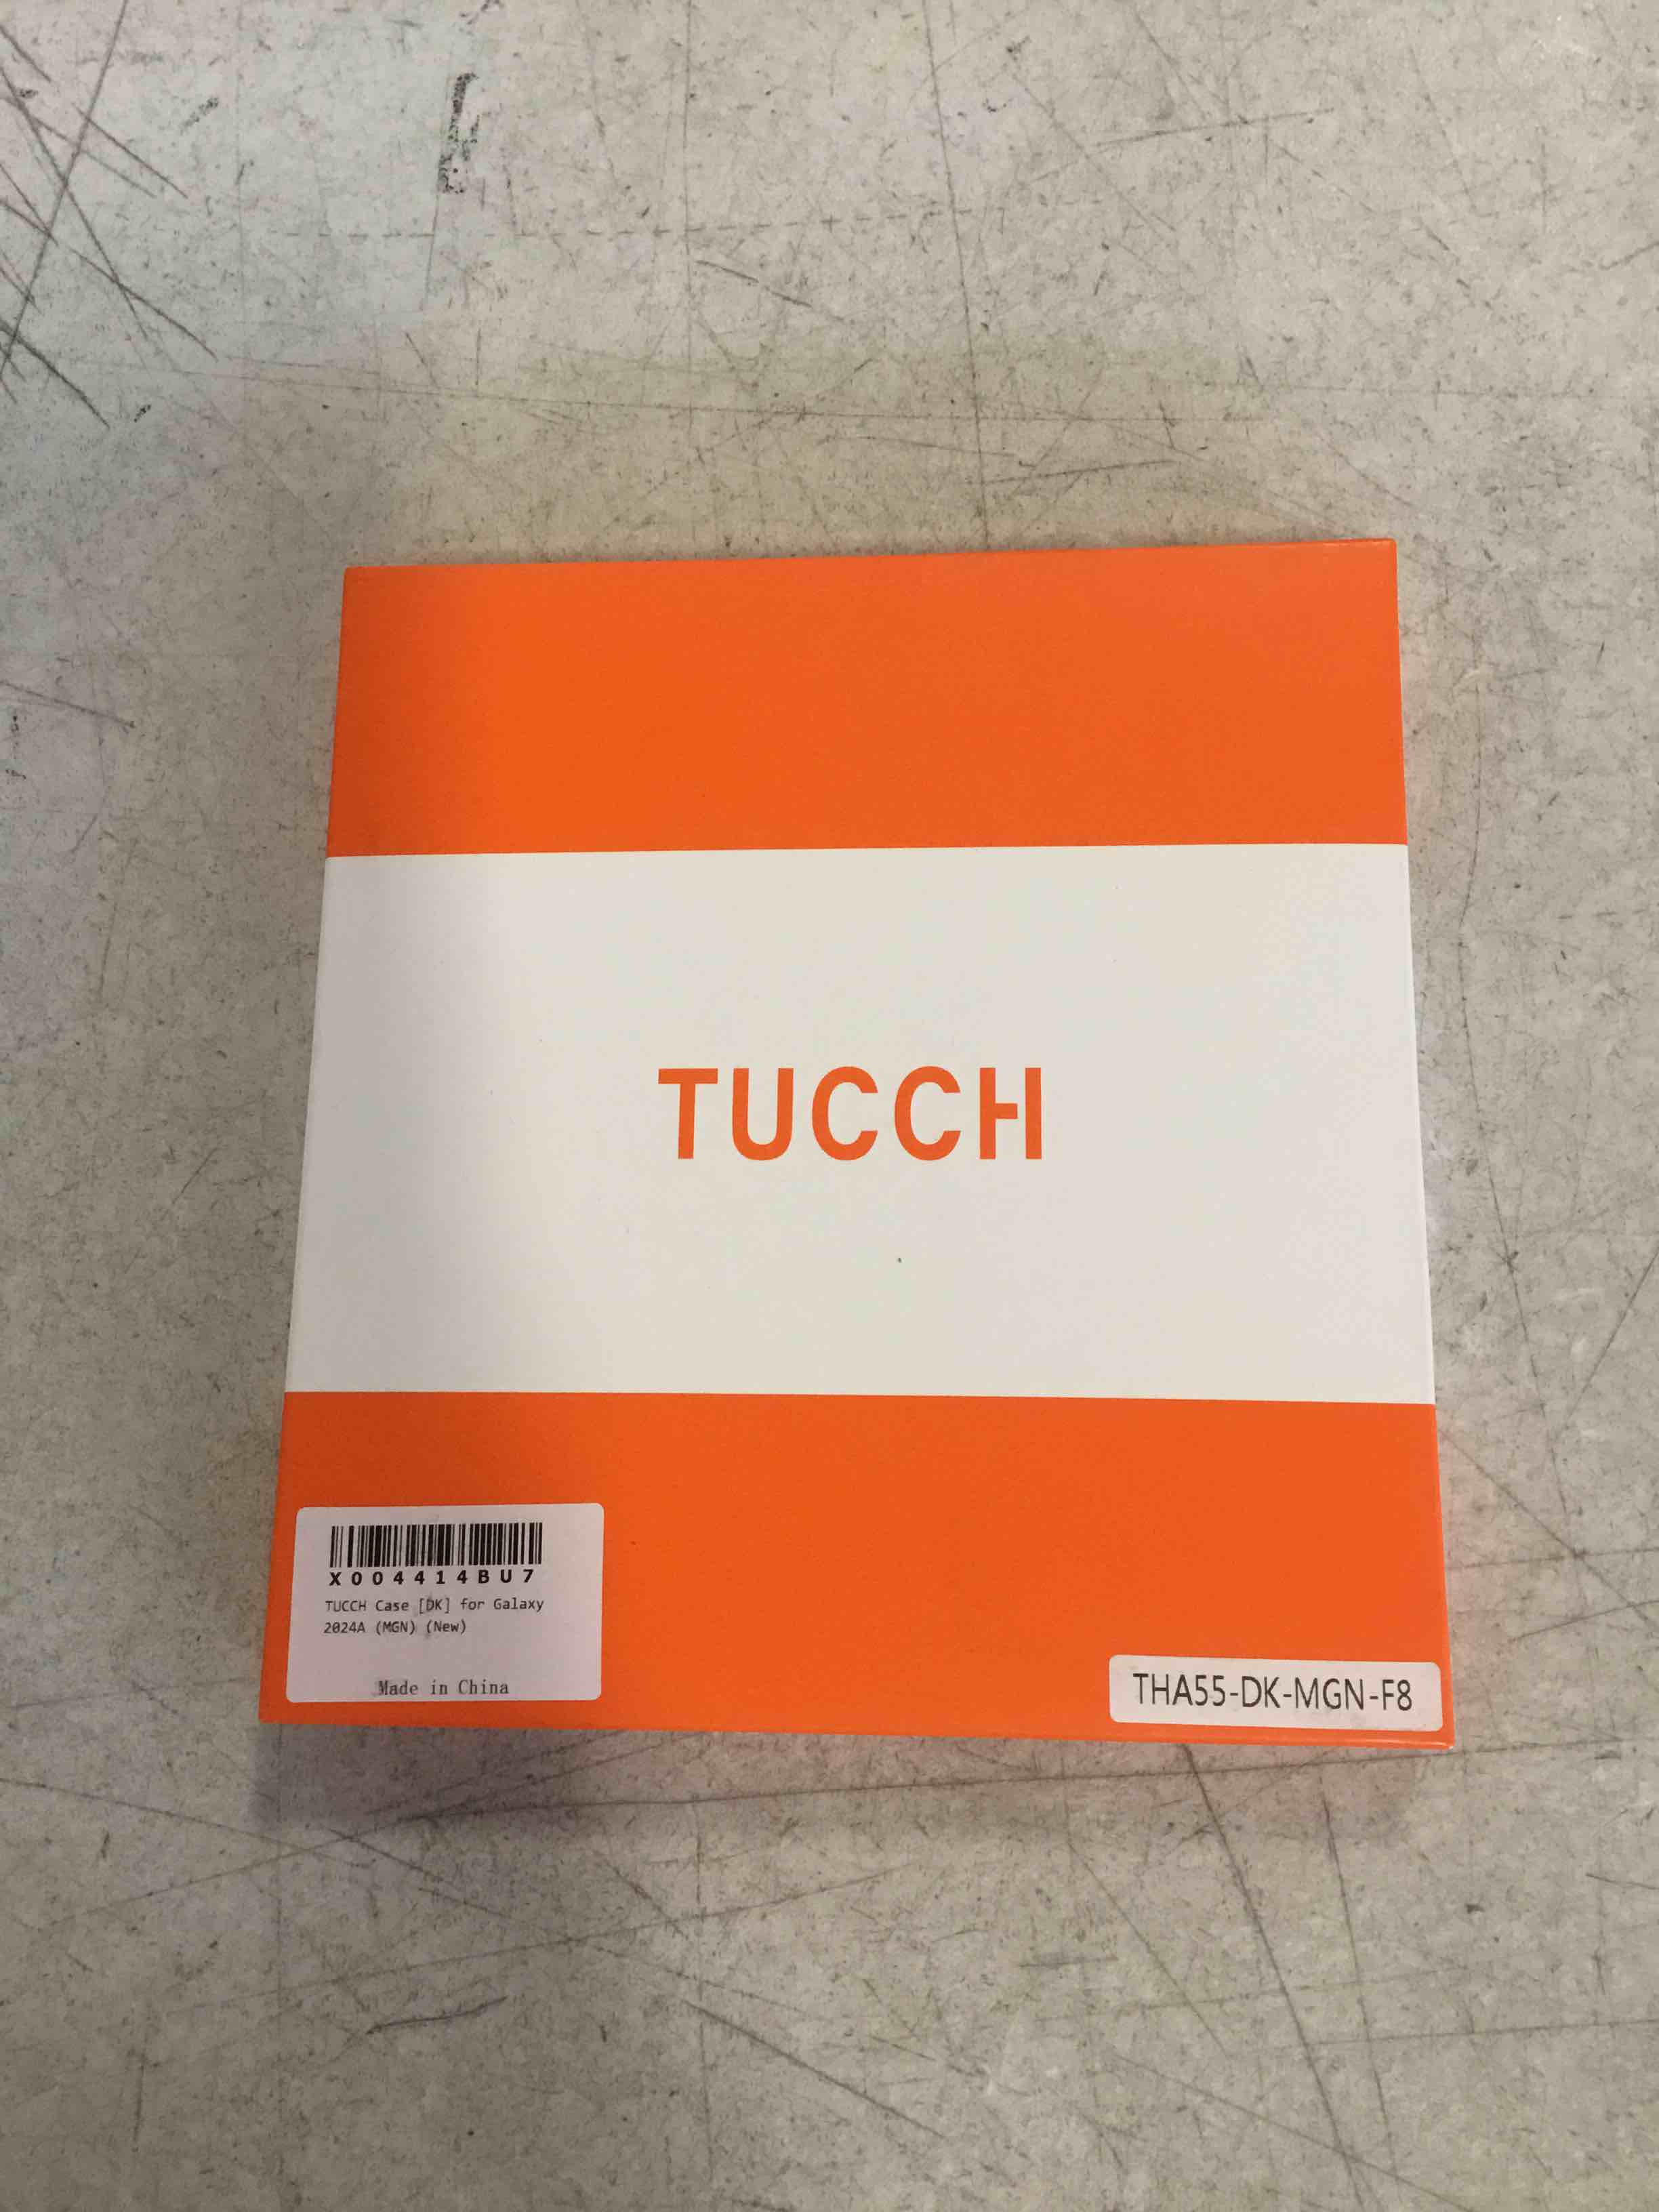 TUCCH
X004414BU7
TUCCH Case [DK] for Galaxy
2024A (MGN) (New)
Made in China
THA55-DK-MGN-F8